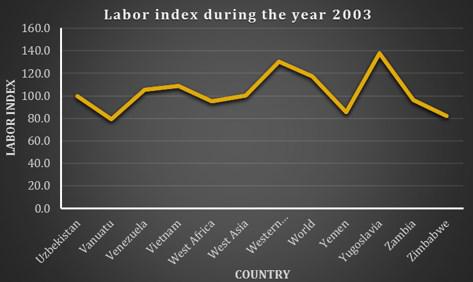 Labor index during the year 2003
160.0
140.0
120.0
100.0
80.0
60.0
40.0
20.0
0.0
LABOR INDEX
Uzbekistan
Vanuatu
Venezuela
Vietnam
West Africa
West Asia
Western...
World
Yemen
Yugoslavia
Zambia
Zimbabwe
COUNTRY